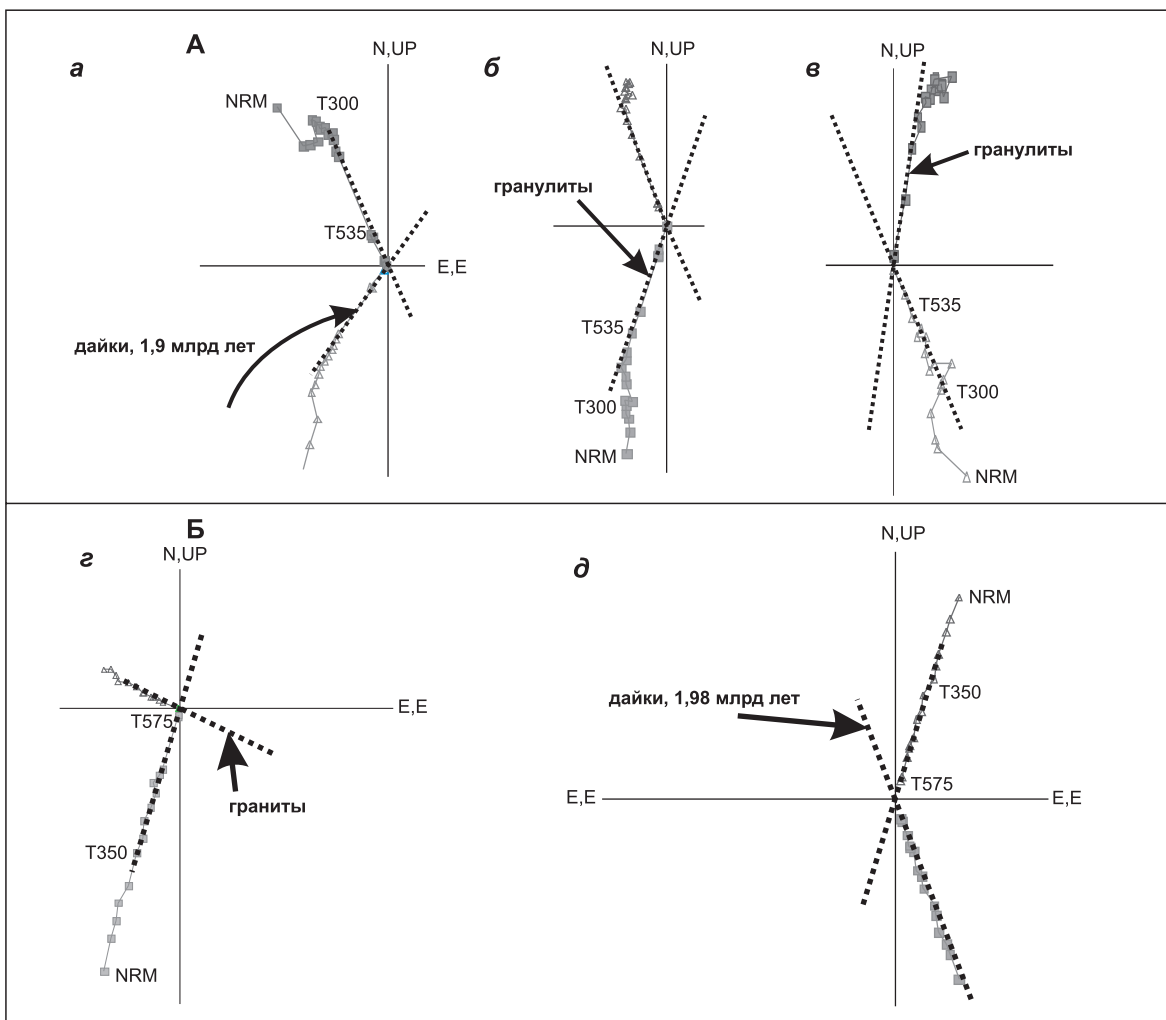 А
а
N,UP
NRM
T300
T535
E,E
дайки, 1,9 млрд лет
б
N,UP
гранулиты
T535
T300
NRM
в
N,UP
гранулиты
T535
T300
NRM
Б
г
N,UP
E,E
T575
граниты
T350
NRM
д
N,UP
NRM
T350
дайки, 1,98 млрд лет
T575
E,E
E,E